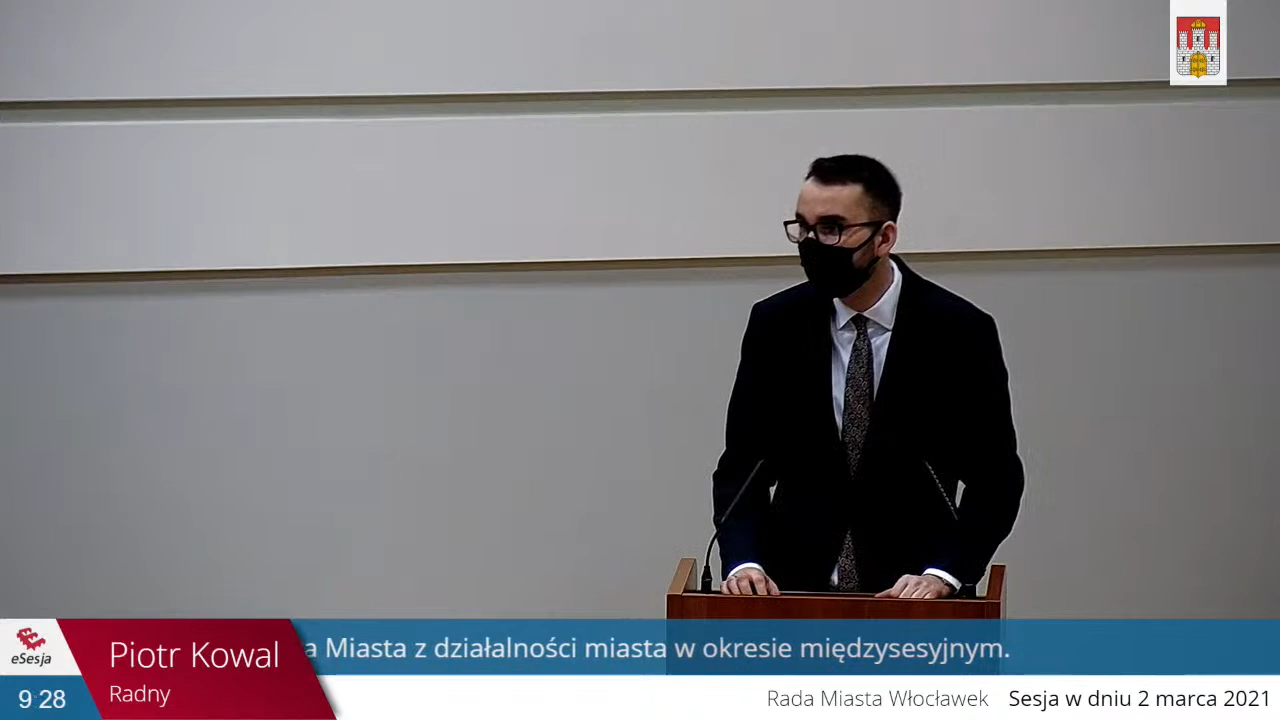 a Miasta z działalności miasta w okresie międzysesyjnym.
eSesja
Piotr Kowal
Radny
9:28
Rada Miasta Włocławek Sesja w dniu 2 marca 2021